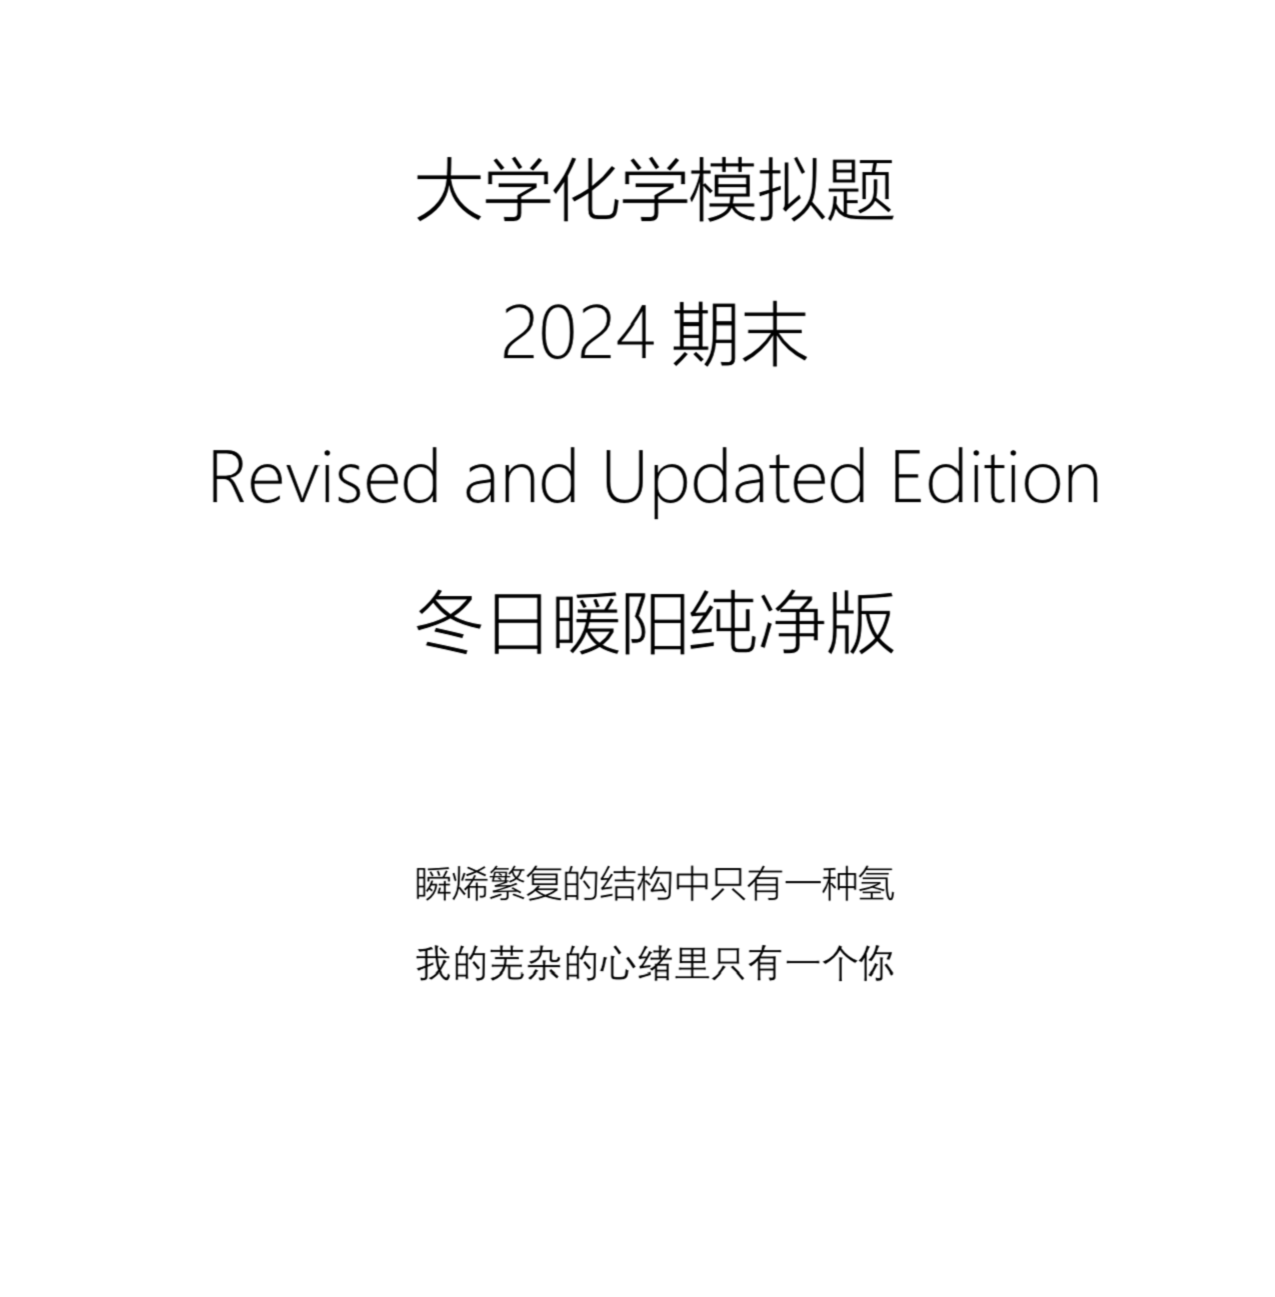 大学化学模拟题
2024 期末
Revised and Updated Edition
冬日暖阳纯净版
瞬烯繁复的结构中只有一种氢
我的芜杂的心绪里只有一个你